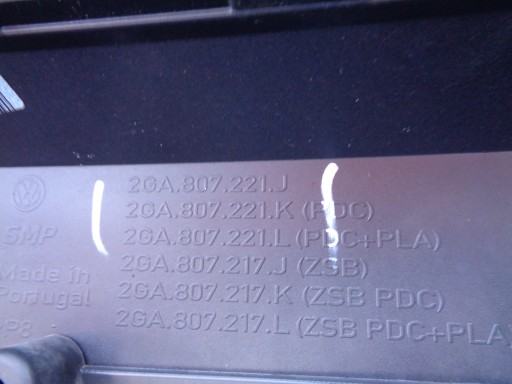 2GA.807.221.J
2GA.807.221.K (PDC)
SMP 2GA.807.221.L (PDC+PLA)
2GA.807.217.J (ZSB)
Made in
Portugal 2GA.807.217.K (ZSB PDC)
2GA.807.217.L (ZSB PDC+PLA)